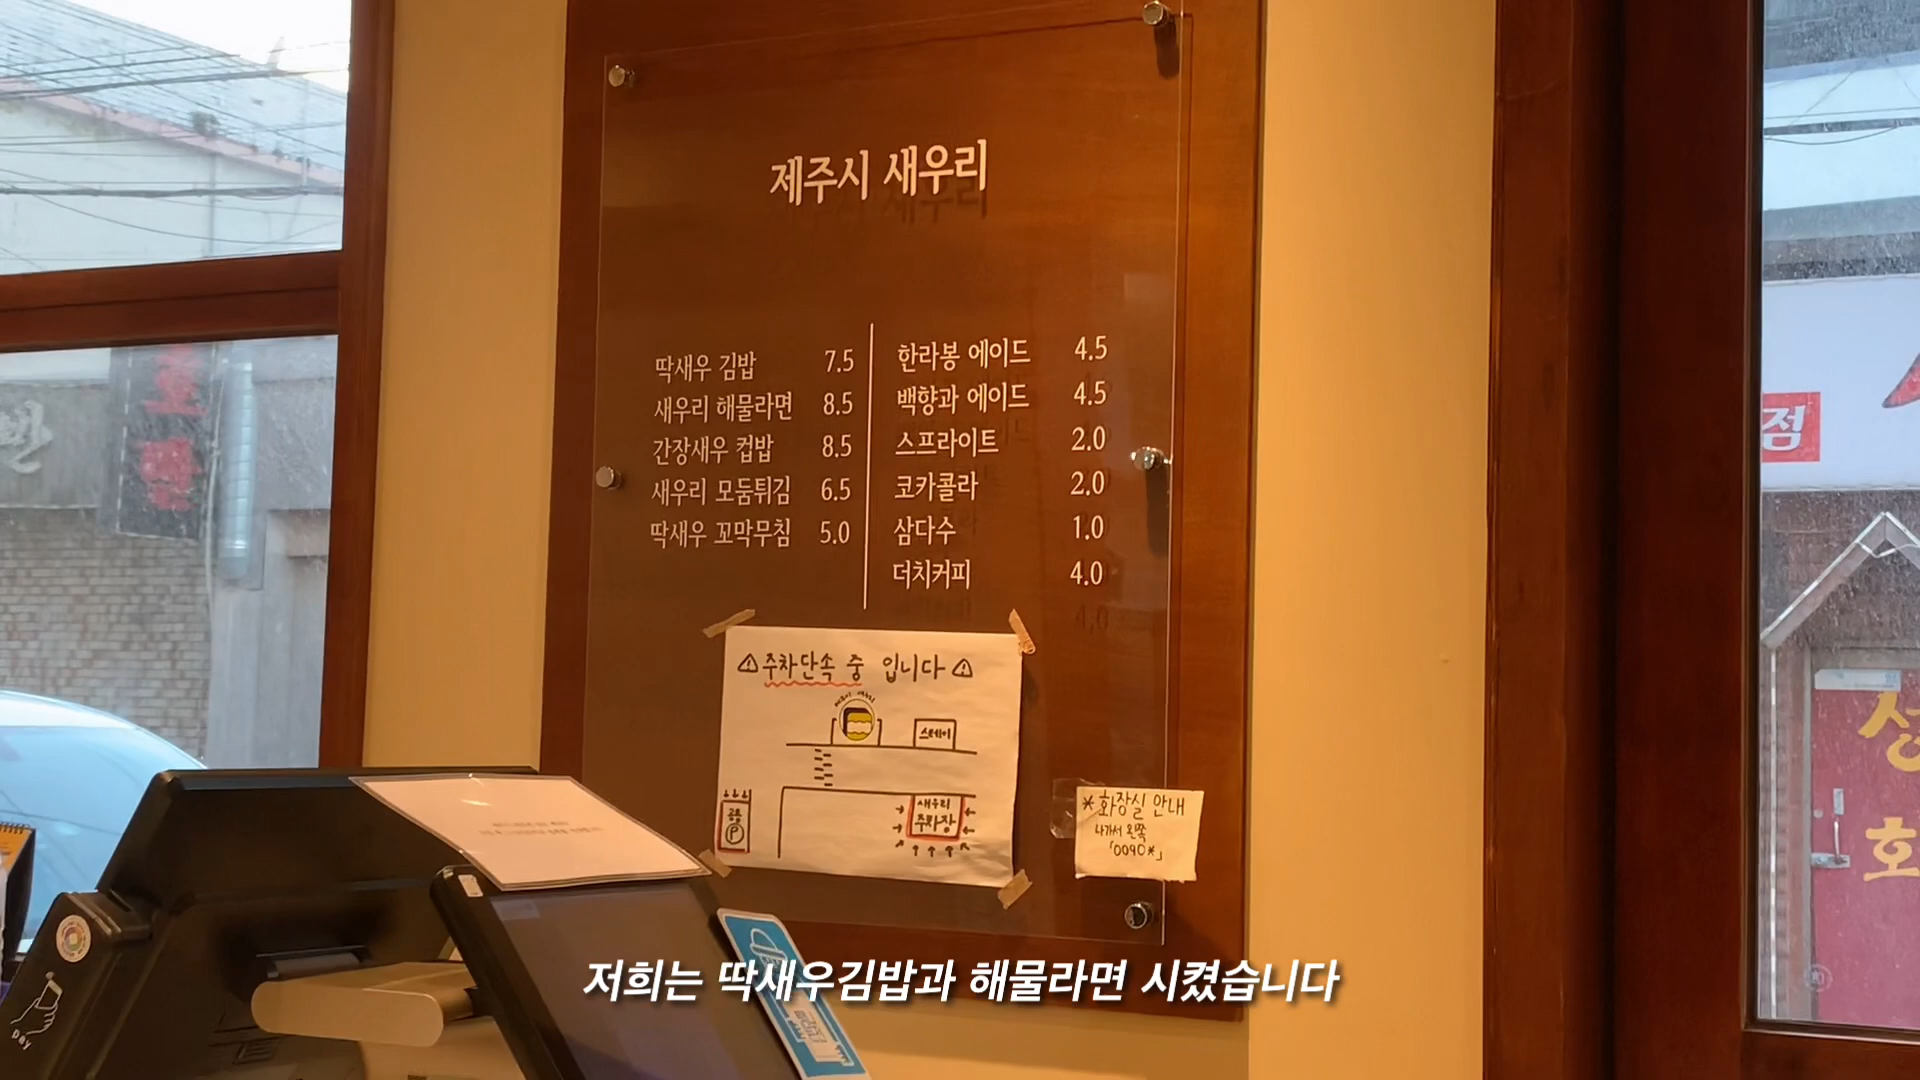 제주시 새우리
딱새우 김밥 7.5
새우리 해물라면 8.5
간장새우 컵밥 8.5
새우리 모둠튀김 6.5
딱새우 꼬막무침 5.0
한라봉 에이드 4.5
백향과 에이드 4.5
스프라이트 2.0
코카콜라 2.0
삼다수 1.0
더치커피 4.0
⚠주차단속 중 입니다⚠
스테이
공용
P
새우리
주차장
*화장실 안내
나가서 왼쪽
「0090*」
점
성
호
pay
저희는 딱새우김밥과 해물라면 시켰습니다